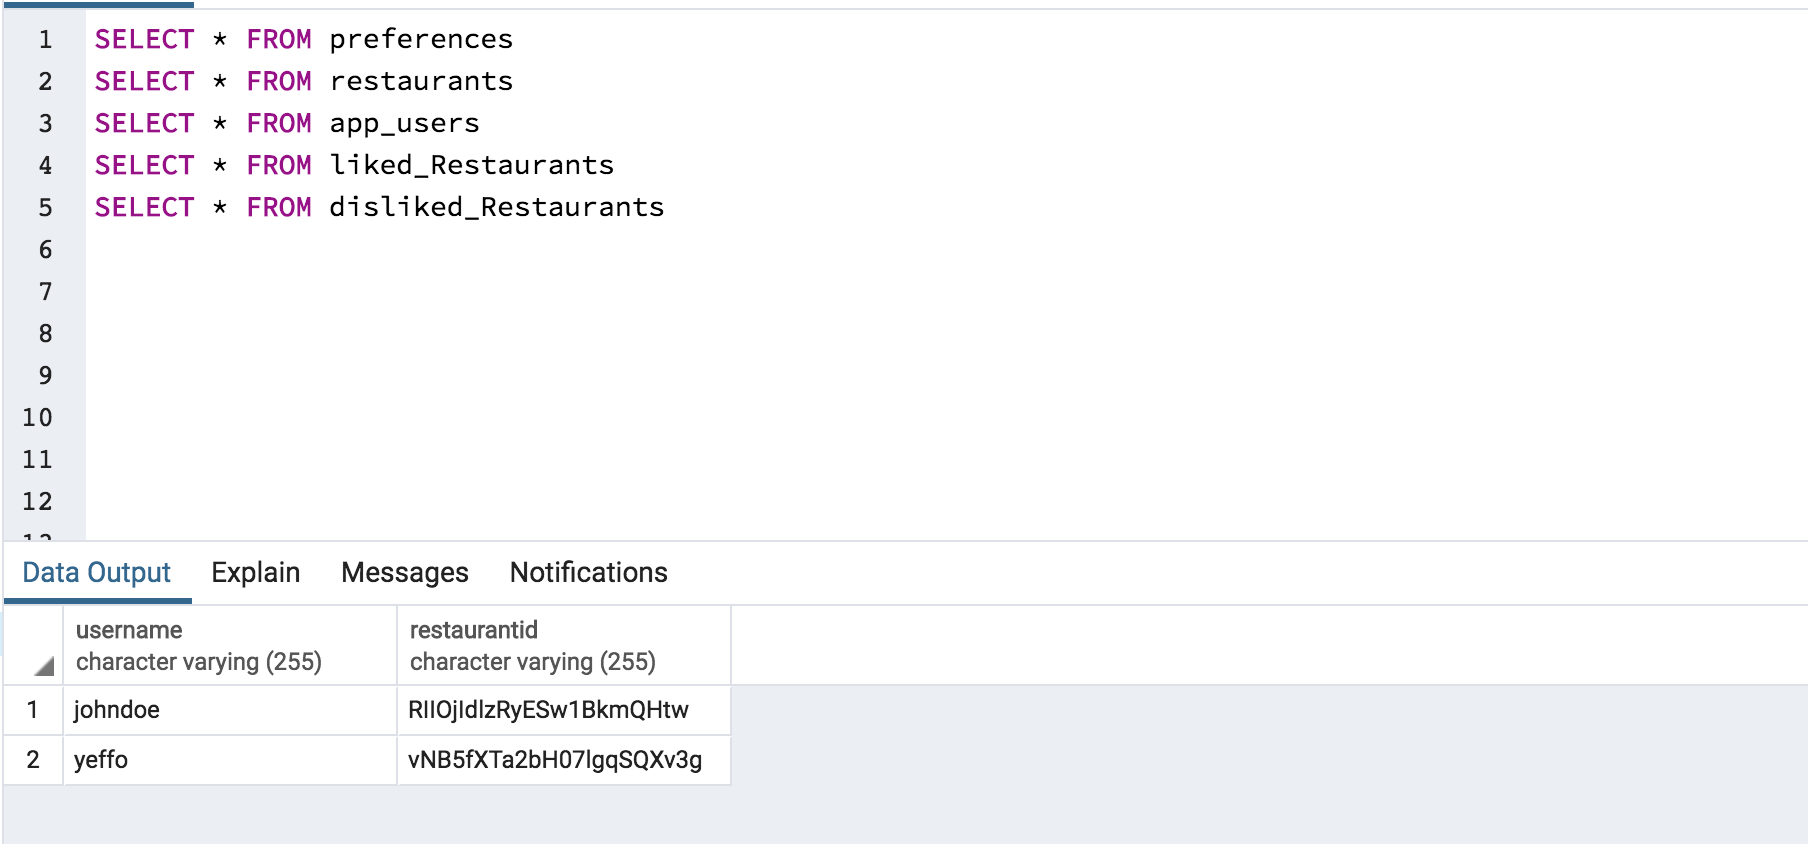 1 SELECT * FROM preferences
2 SELECT * FROM restaurants
3 SELECT * FROM app_users
4 SELECT * FROM liked_Restaurants
5 SELECT * FROM disliked_Restaurants
6
7
8
9
10
11
12
Data Output Explain Messages Notifications
username restaurantid
character varying (255) character varying (255)
1 johndoe RIIOjIdlzRyESw1BkmQHtw
2 yeffo vNB5fXTa2bH07lgqSQXv3g